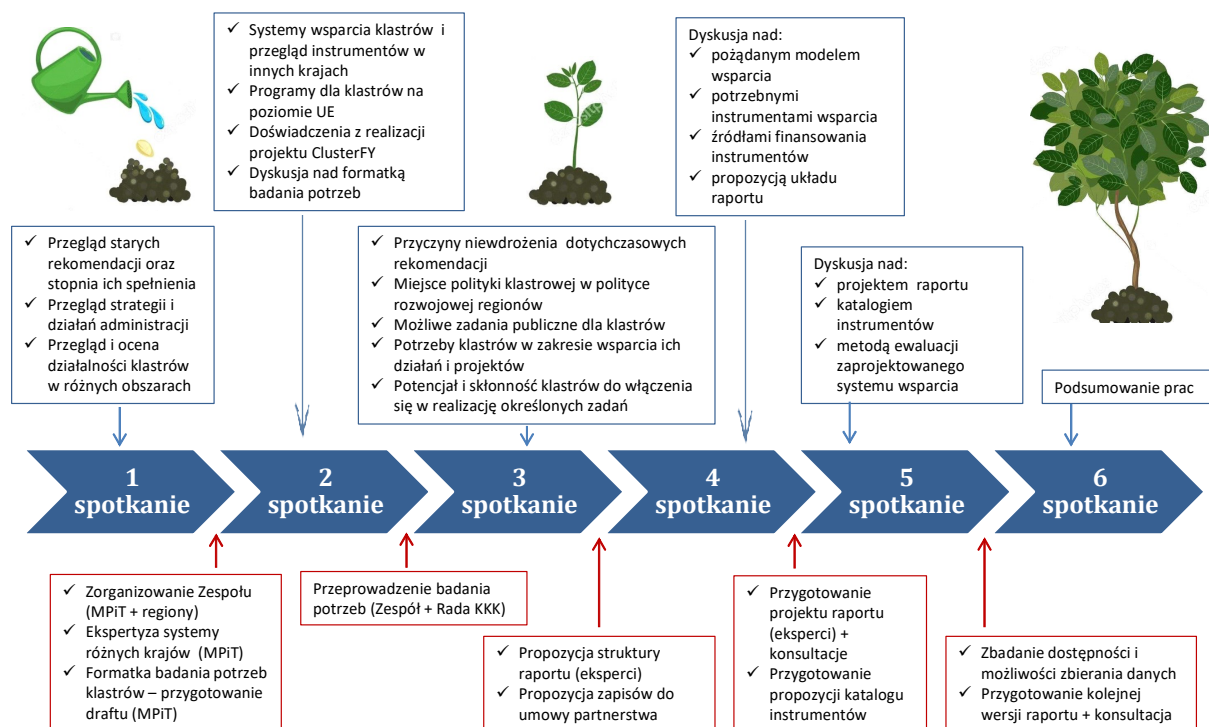 ✓ Systemy wsparcia klastrów i
przegląd instrumentów w
innych krajach
✓ Programy dla klastrów na
poziomie UE
✓ Doświadczenia z realizacji
projektu ClusterFY
✓ Dyskusja nad formatką
badania potrzeb
Dyskusja nad:
✓ pożądanym modelem
wsparcia
✓ potrzebnymi
instrumentami wsparcia
✓ źródłami finansowania
instrumentów
✓ propozycją układu
raportu
✓ Przegląd starych
rekomendacji oraz
stopnia ich spełnienia
✓ Przegląd strategii i
działań administracji
✓ Przegląd i ocena
działalności klastrów
w różnych obszarach
✓ Przyczyny niewdrożenia dotychczasowych
rekomendacji
✓ Miejsce polityki klastrowej w polityce
rozwojowej regionów
✓ Możliwe zadania publiczne dla klastrów
✓ Potrzeby klastrów w zakresie wsparcia ich
działań i projektów
✓ Potencjał i skłonność klastrów do włączenia
się w realizację określonych zadań
Dyskusja nad:
✓ projektem raportu
✓ katalogiem
instrumentów
✓ metodą ewaluacji
zaprojektowanego
systemu wsparcia
Podsumowanie prac
1
spotkanie
2
spotkanie
3
spotkanie
4
spotkanie
5
spotkanie
6
spotkanie
✓ Zorganizowanie Zespołu
(MPiT + regiony)
✓ Ekspertyza systemy
różnych krajów (MPiT)
✓ Formatka badania potrzeb
klastrów – przygotowanie
draftu (MPiT)
Przeprowadzenie badania
potrzeb (Zespół + Rada KKK)
✓ Propozycja struktury
raportu (eksperci)
✓ Propozycja zapisów do
umowy partnerstwa
✓ Przygotowanie
projektu raportu
(eksperci) +
konsultacje
✓ Przygotowanie
propozycji katalogu
instrumentów
✓ Zbadanie dostępności i
możliwości zbierania danych
✓ Przygotowanie kolejnej
wersji raportu + konsultacja